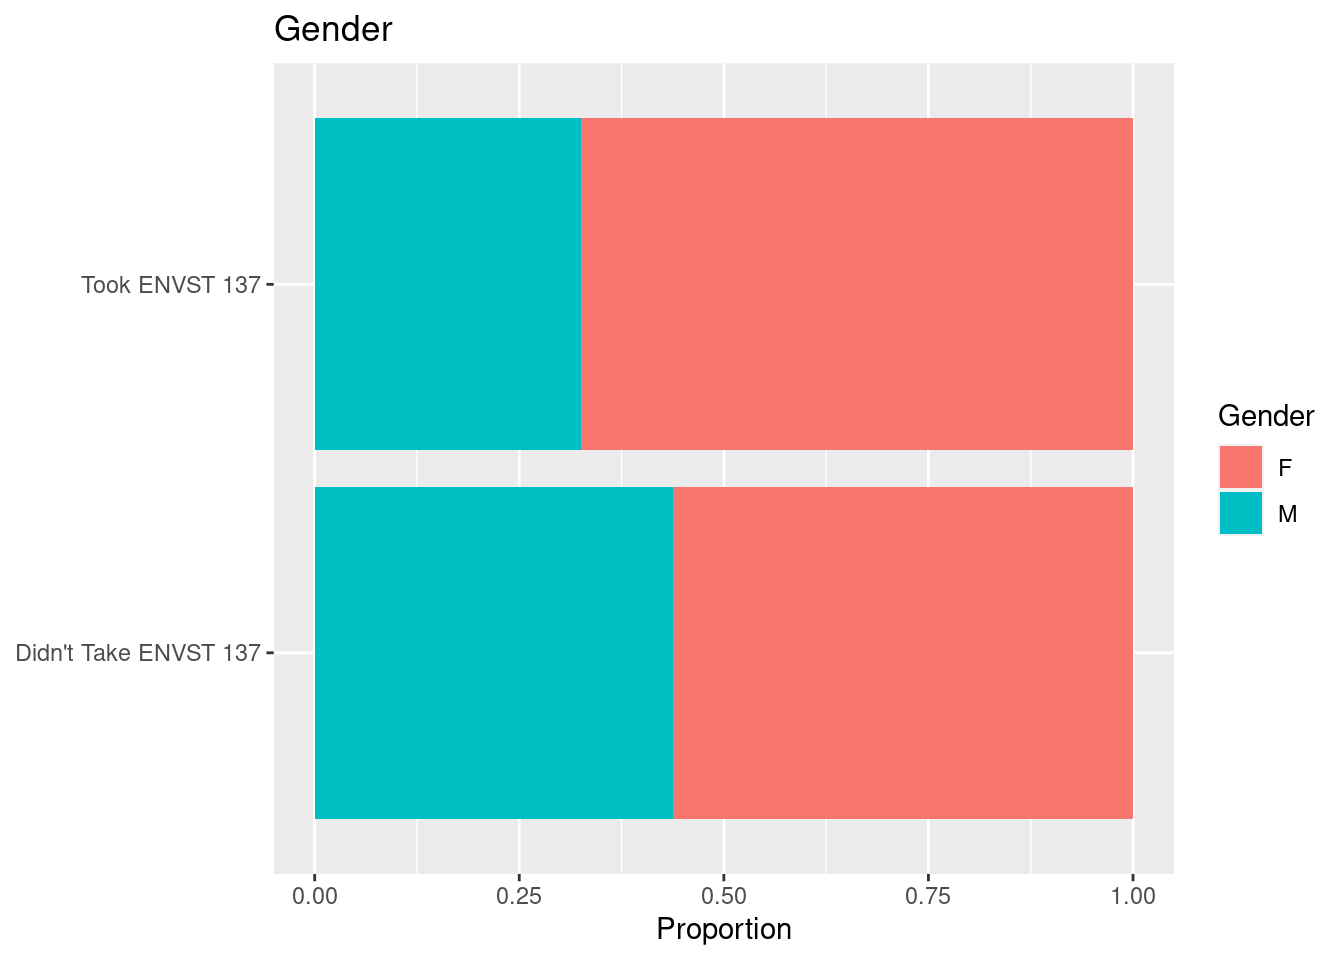 Gender
Took ENVST 137
Didn't Take ENVST 137
0.00 0.25 0.50 0.75 1.00
Proportion
Gender
F
M